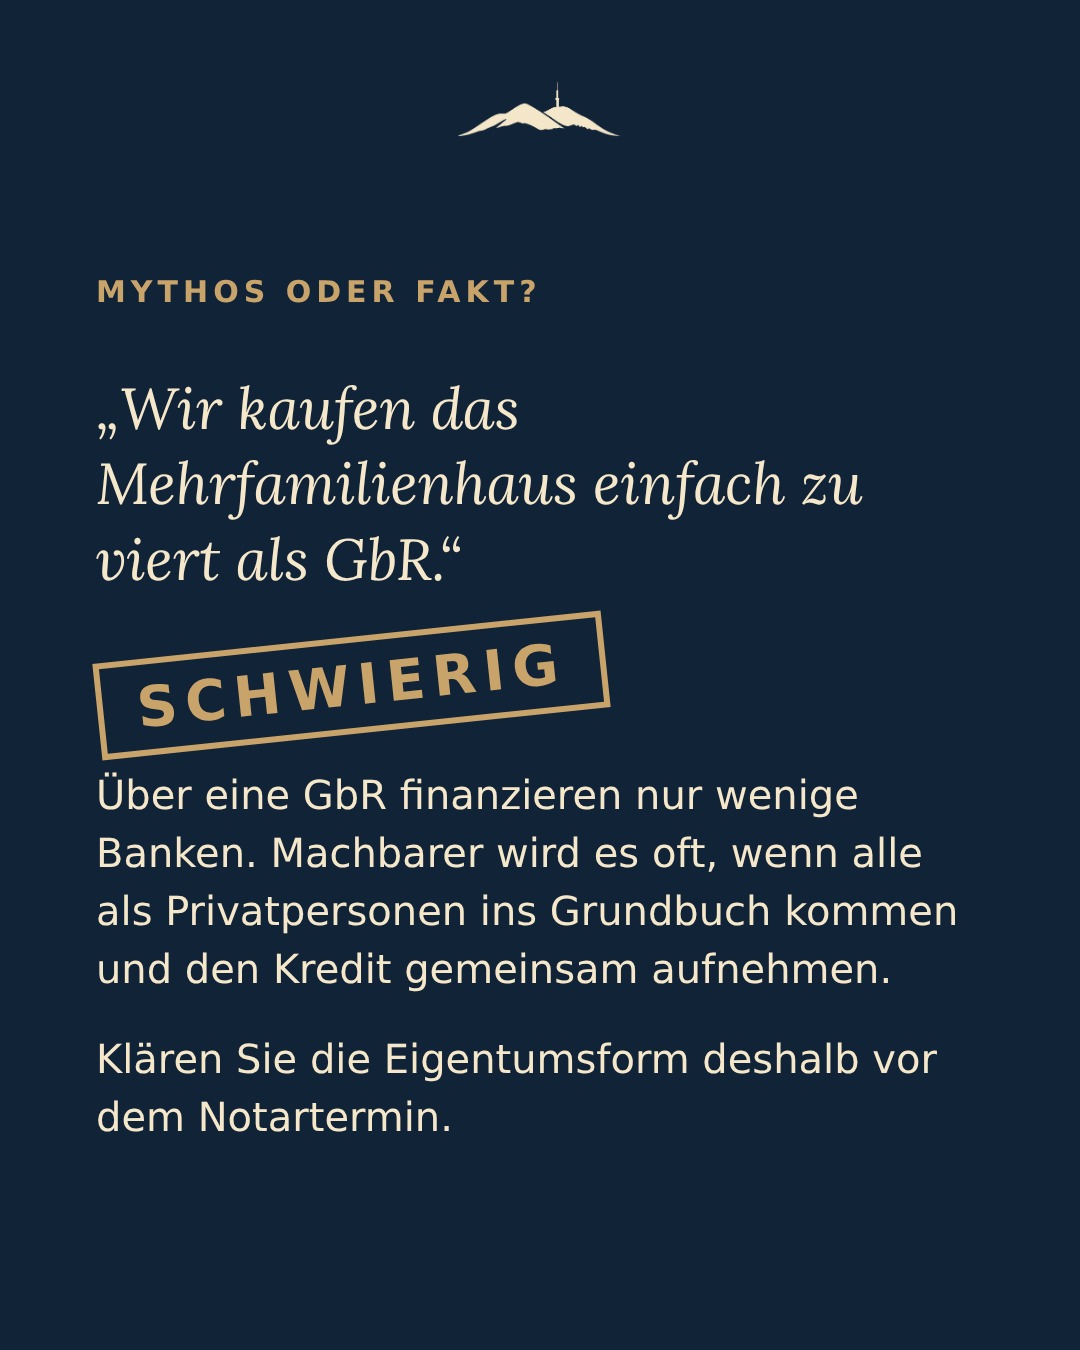 MYTHOS ODER FAKT?
„Wir kaufen das
Mehrfamilienhaus einfach zu
viert als GbR.“
SCHWIERIG
Über eine GbR finanzieren nur wenige
Banken. Machbarer wird es oft, wenn alle
als Privatpersonen ins Grundbuch kommen
und den Kredit gemeinsam aufnehmen.
Klären Sie die Eigentumsform deshalb vor
dem Notartermin.